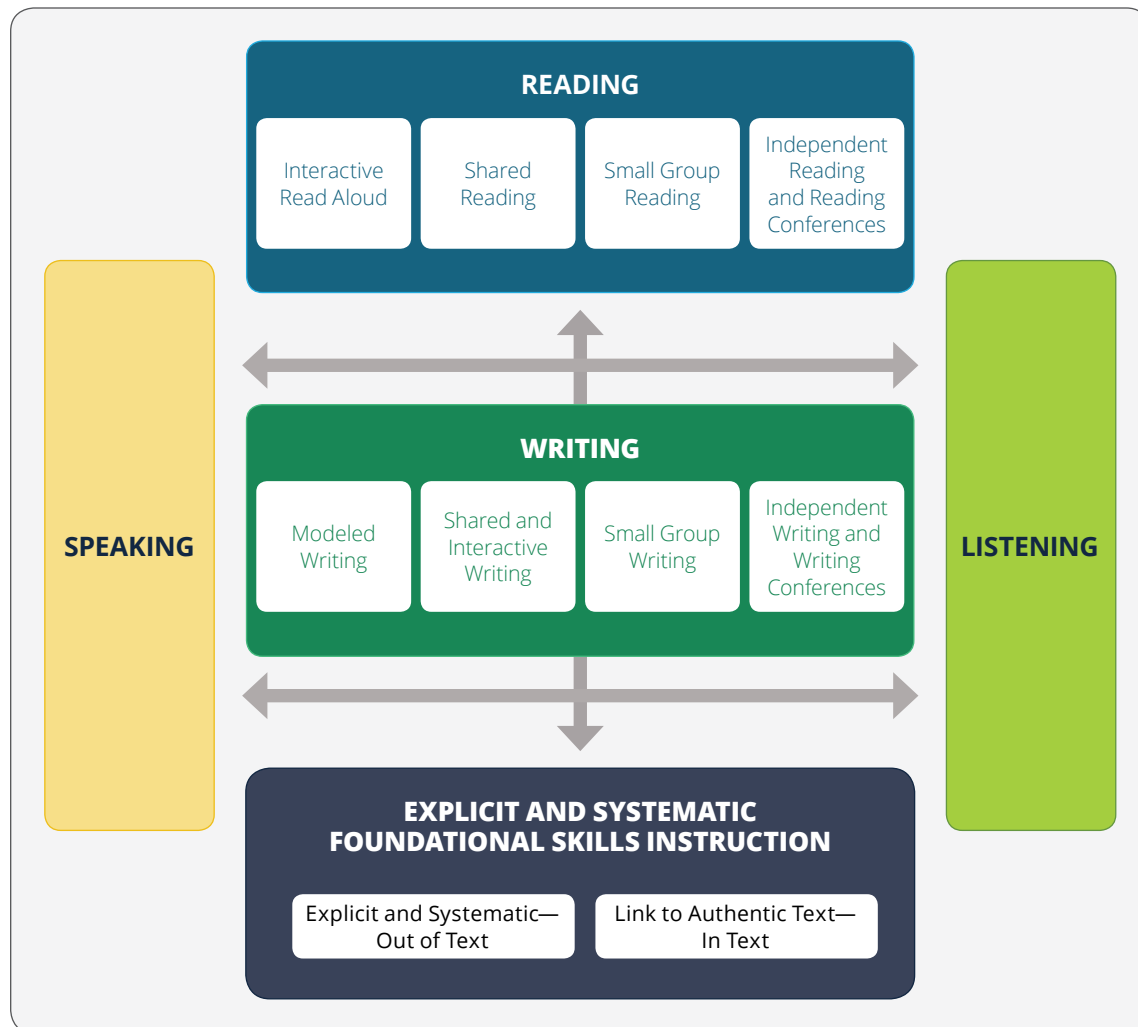 READING
Interactive
Read Aloud
Shared
Reading
Small Group
Reading
Independent
Reading
and Reading
Conferences
SPEAKING
WRITING
Modeled
Writing
Shared and
Interactive
Writing
Small Group
Writing
Independent
Writing and
Writing
Conferences
LISTENING
EXPLICIT AND SYSTEMATIC
FOUNDATIONAL SKILLS INSTRUCTION
Explicit and Systematic—
Out of Text
Link to Authentic Text—
In Text